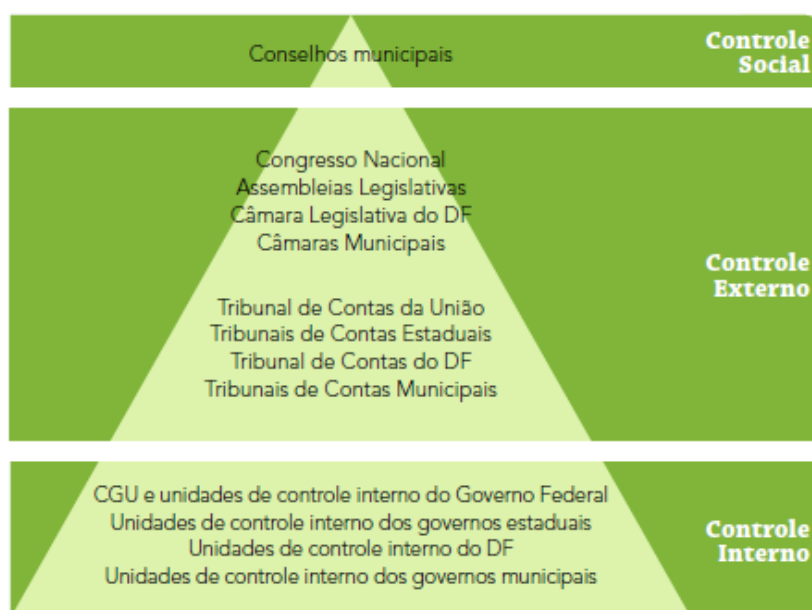 Conselhos municipais
Controle
Social
Congresso Nacional
Assembleias Legislativas
Câmara Legislativa do DF
Câmaras Municipais
Tribunal de Contas da União
Tribunais de Contas Estaduais
Tribunal de Contas do DF
Tribunais de Contas Municipais
Controle
Externo
CGU e unidades de controle interno do Governo Federal
Unidades de controle interno dos governos estaduais
Unidades de controle interno do DF
Unidades de controle interno dos governos municipais
Controle
Interno